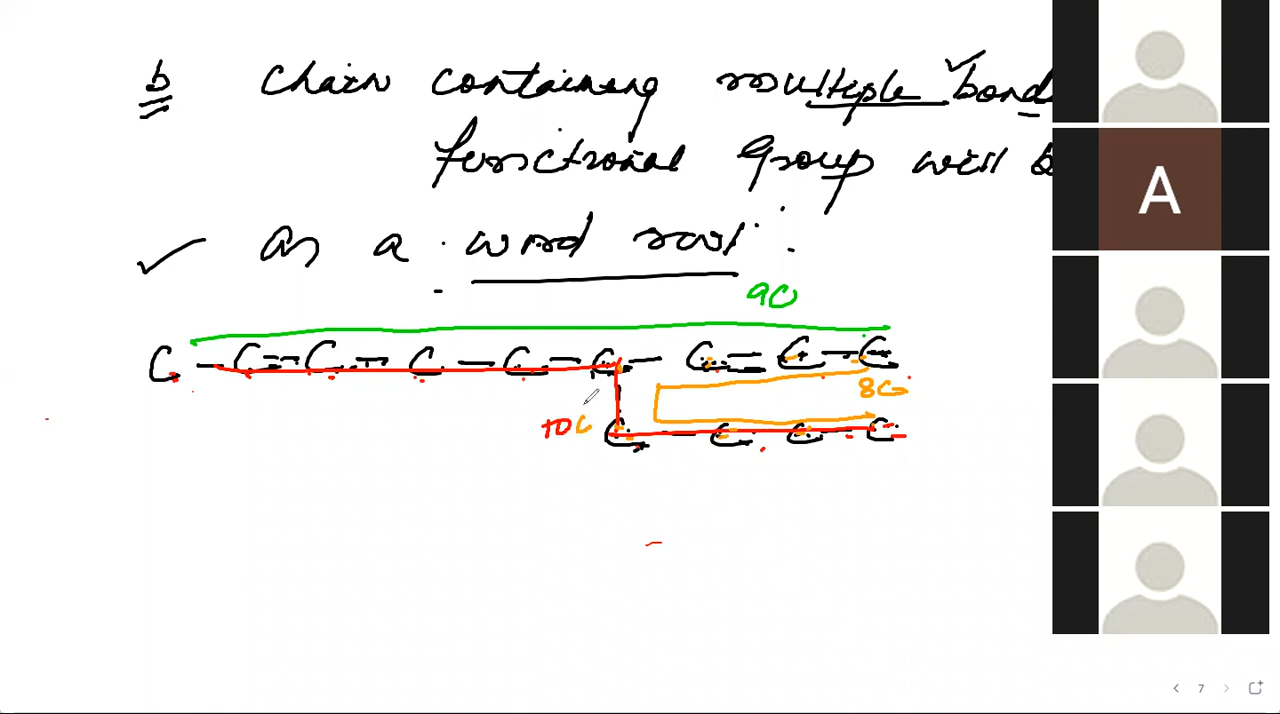 b Chain containing multiple bond
functional group will b
as a word root.
9C
C - C = C - C - C - C - C = C - C
8C
10C
C - C - C - C
A
7